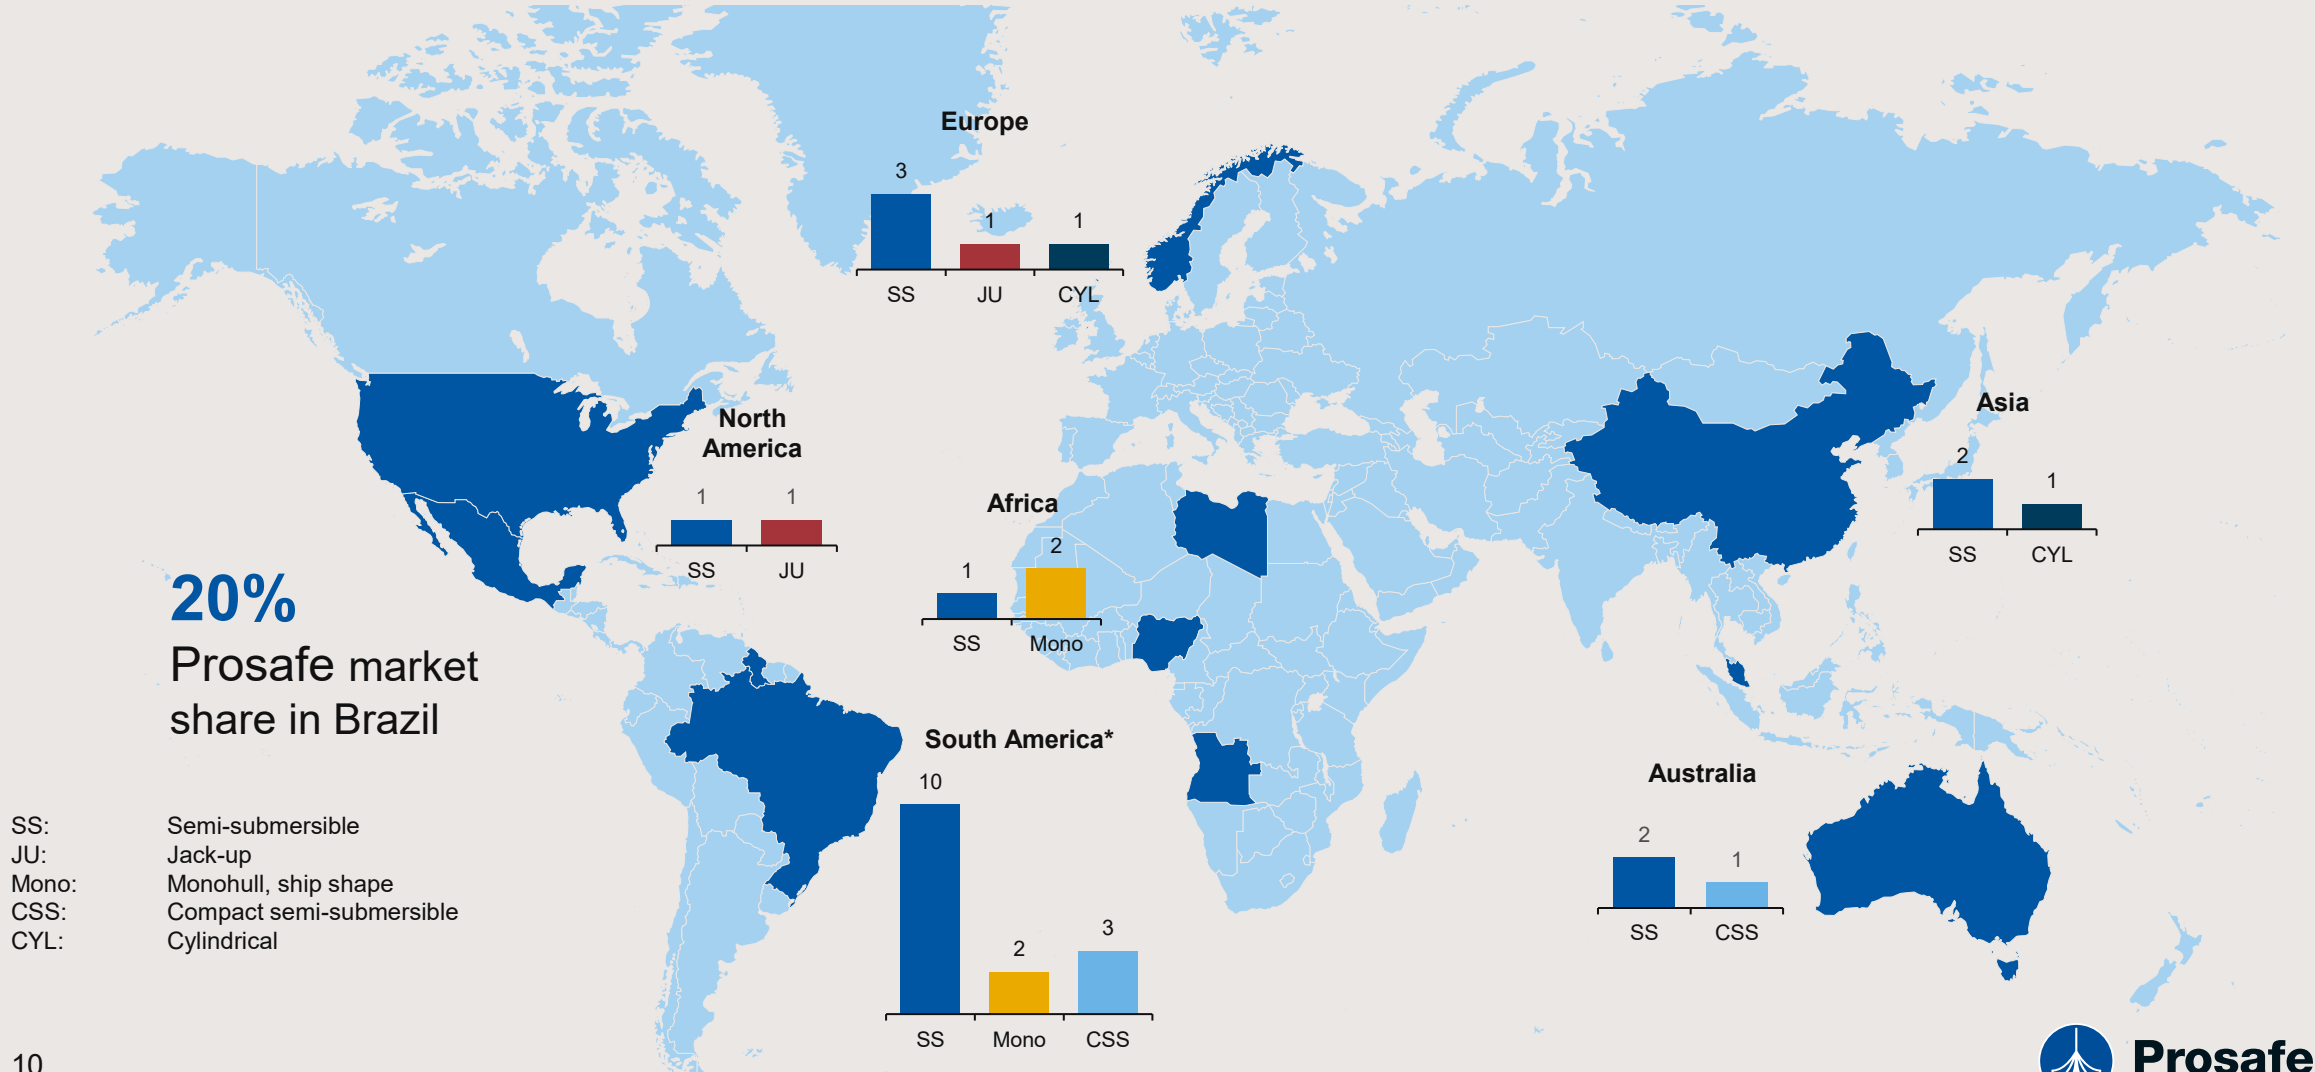 Europe
3
1
1
SS
JU
CYL
North
America
1
1
SS
JU
Asia
2
1
SS
CYL
Africa
1
2
SS
Mono
20%
Prosafe market
share in Brazil
South America*
10
2
3
SS
Mono
CSS
Australia
2
1
SS
CSS
SS: Semi-submersible
JU: Jack-up
Mono: Monohull, ship shape
CSS: Compact semi-submersible
CYL: Cylindrical
10
Prosafe